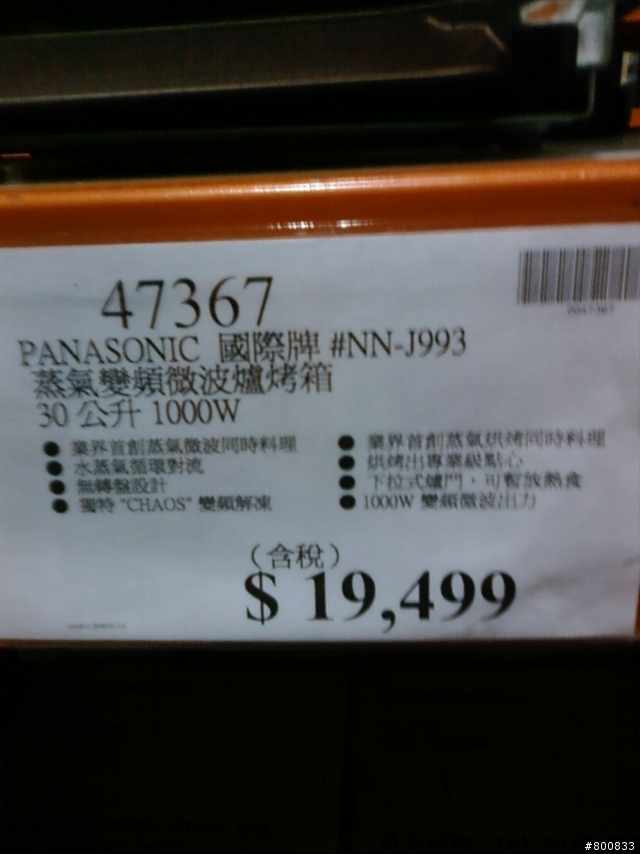 47367
PANASONIC 國際牌 #NN-J993
蒸氣變頻微波爐烤箱
30 公升 1000W
● 業界首創蒸氣微波同時料理
● 水蒸氣循環對流
● 無轉盤設計
● 獨特 "CHAOS" 變頻解凍
● 業界首創蒸氣烘烤同時料理
● 烘烤出專業級點心
● 下拉式爐門，可暫放熱食
● 1000W 變頻微波出力
(含稅)
$ 19,499
#800833